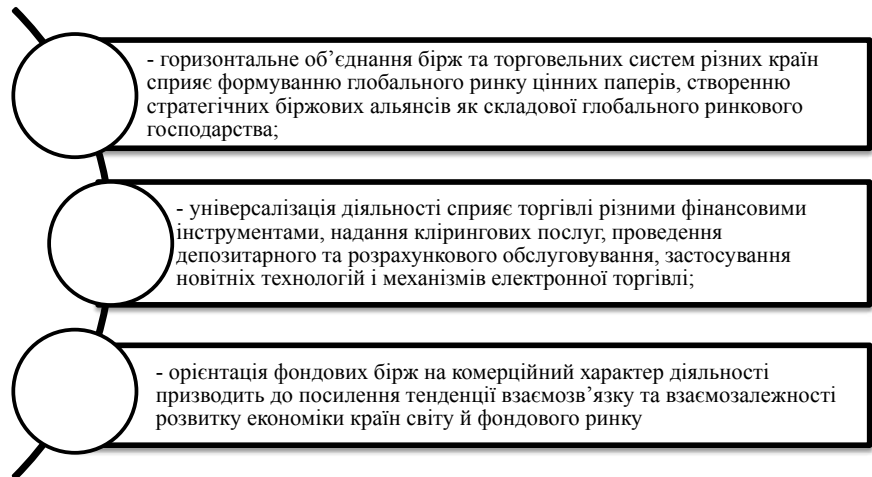 - горизонтальне об’єднання бірж та торговельних систем різних країн
сприяє формуванню глобального ринку цінних паперів, створенню
стратегічних біржових альянсів як складової глобального ринкового
господарства;
- універсалізація діяльності сприяє торгівлі різними фінансовими
інструментами, надання клірингових послуг, проведення
депозитарного та розрахункового обслуговування, застосування
новітніх технологій і механізмів електронної торгівлі;
- орієнтація фондових бірж на комерційний характер діяльності
призводить до посилення тенденції взаємозв’язку та взаємозалежності
розвитку економіки країн світу й фондового ринку